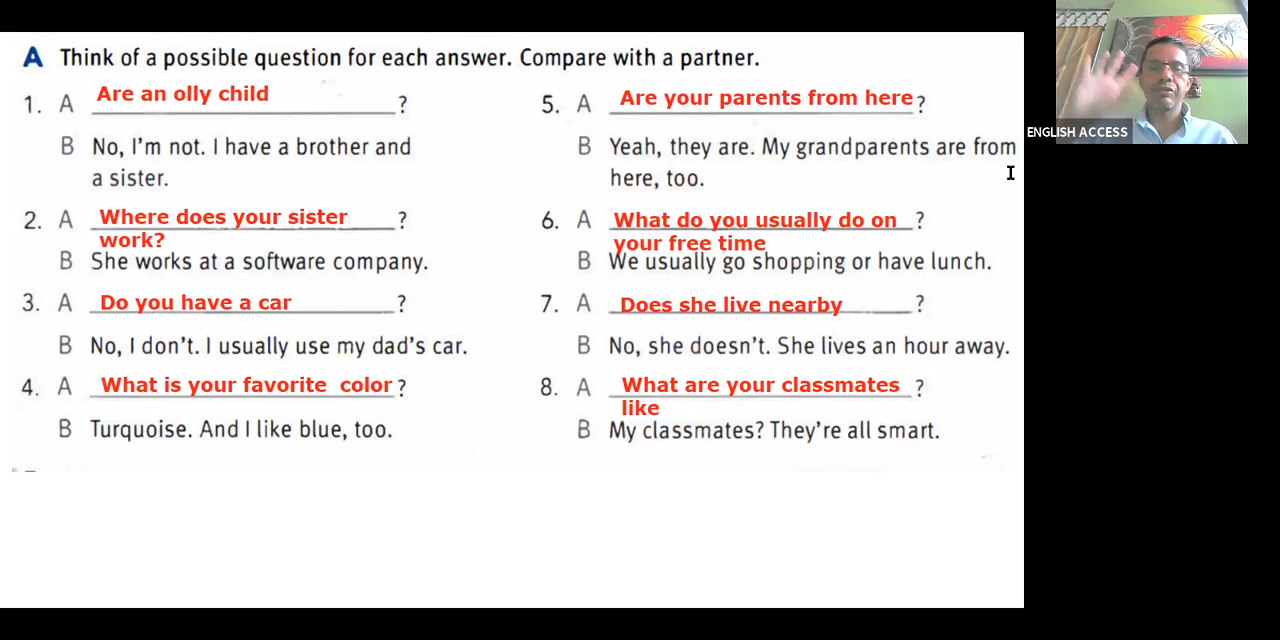 A Think of a possible question for each answer. Compare with a partner.
1. A Are an olly child ?
B No, I'm not. I have a brother and
a sister.
2. A Where does your sister ?
work?
B She works at a software company.
3. A Do you have a car ?
B No, I don't. I usually use my dad's car.
4. A What is your favorite color ?
B Turquoise. And I like blue, too.
5. A Are your parents from here ?
B Yeah, they are. My grandparents are from
here, too.
6. A What do you usually do on ?
your free time
B We usually go shopping or have lunch.
7. A Does she live nearby ?
B No, she doesn't. She lives an hour away.
8. A What are your classmates ?
like
B My classmates? They're all smart.
ENGLISH ACCESS